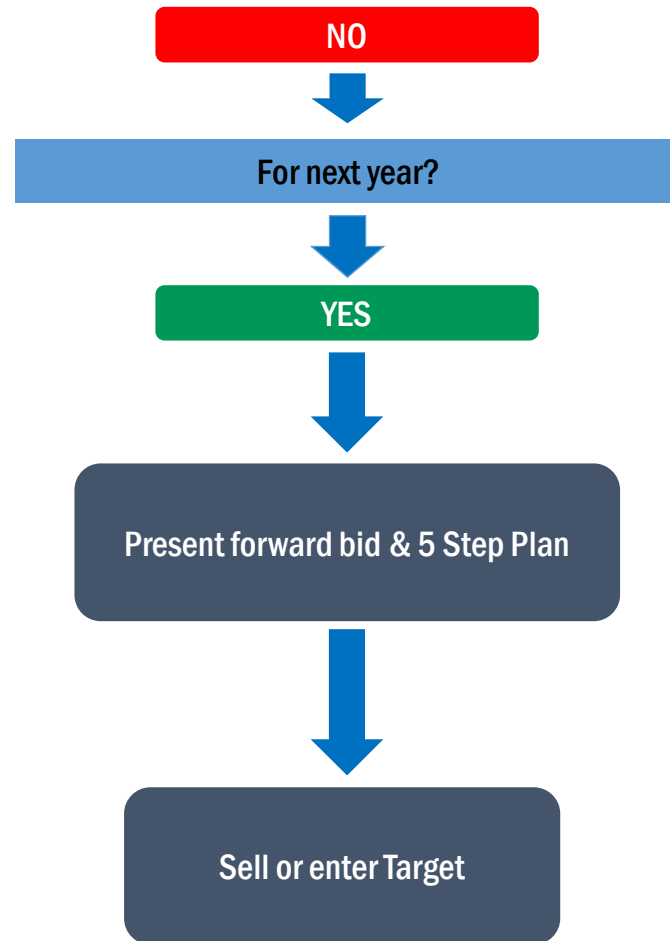 NO
For next year?
YES
Present forward bid & 5 Step Plan
Sell or enter Target